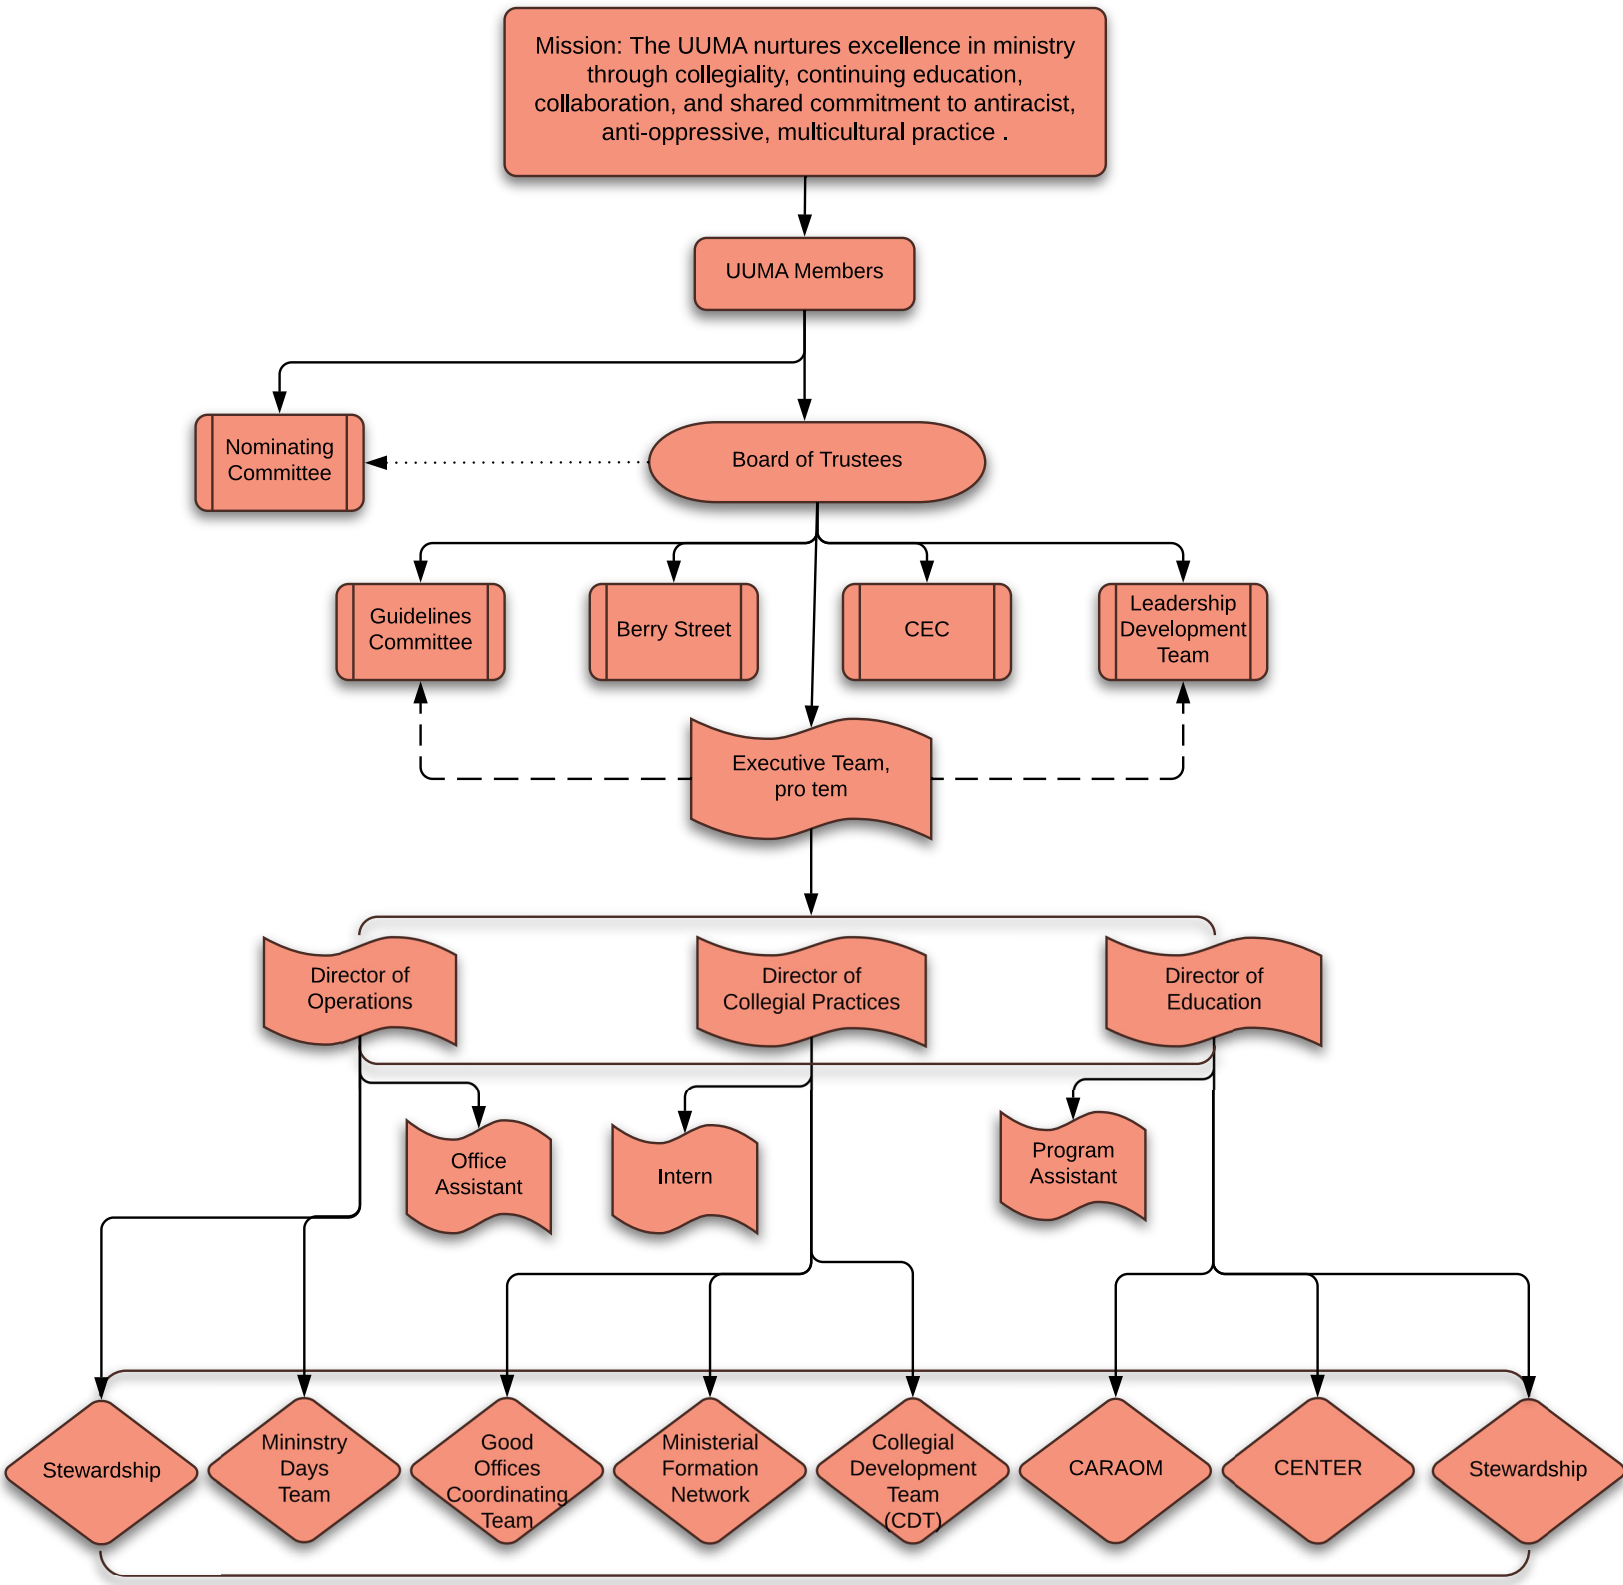 Mission: The UUMA nurtures excellence in ministry
through collegiality, continuing education,
collaboration, and shared commitment to antiracist,
anti-oppressive, multicultural practice .
UUMA Members
Nominating
Committee
Board of Trustees
Guidelines
Committee
Berry Street
CEC
Leadership
Development
Team
Executive Team,
pro tem
Director of
Operations
Director of
Collegial Practices
Director of
Education
Office
Assistant
Intern
Program
Assistant
Stewardship
Mininstry
Days
Team
Good
Offices
Coordinating
Team
Ministerial
Formation
Network
Collegial
Development
Team
(CDT)
CARAOM
CENTER
Stewardship